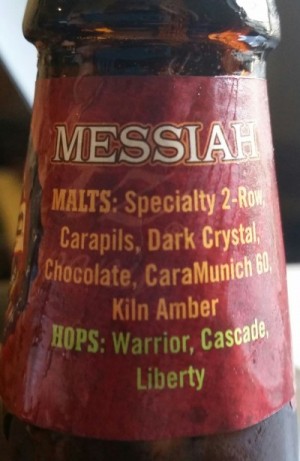 MESSIAH
MALTS: Specialty 2-Row,
Carapils, Dark Crystal,
Chocolate, CaraMunich 60,
Kiln Amber
HOPS: Warrior, Cascade,
Liberty